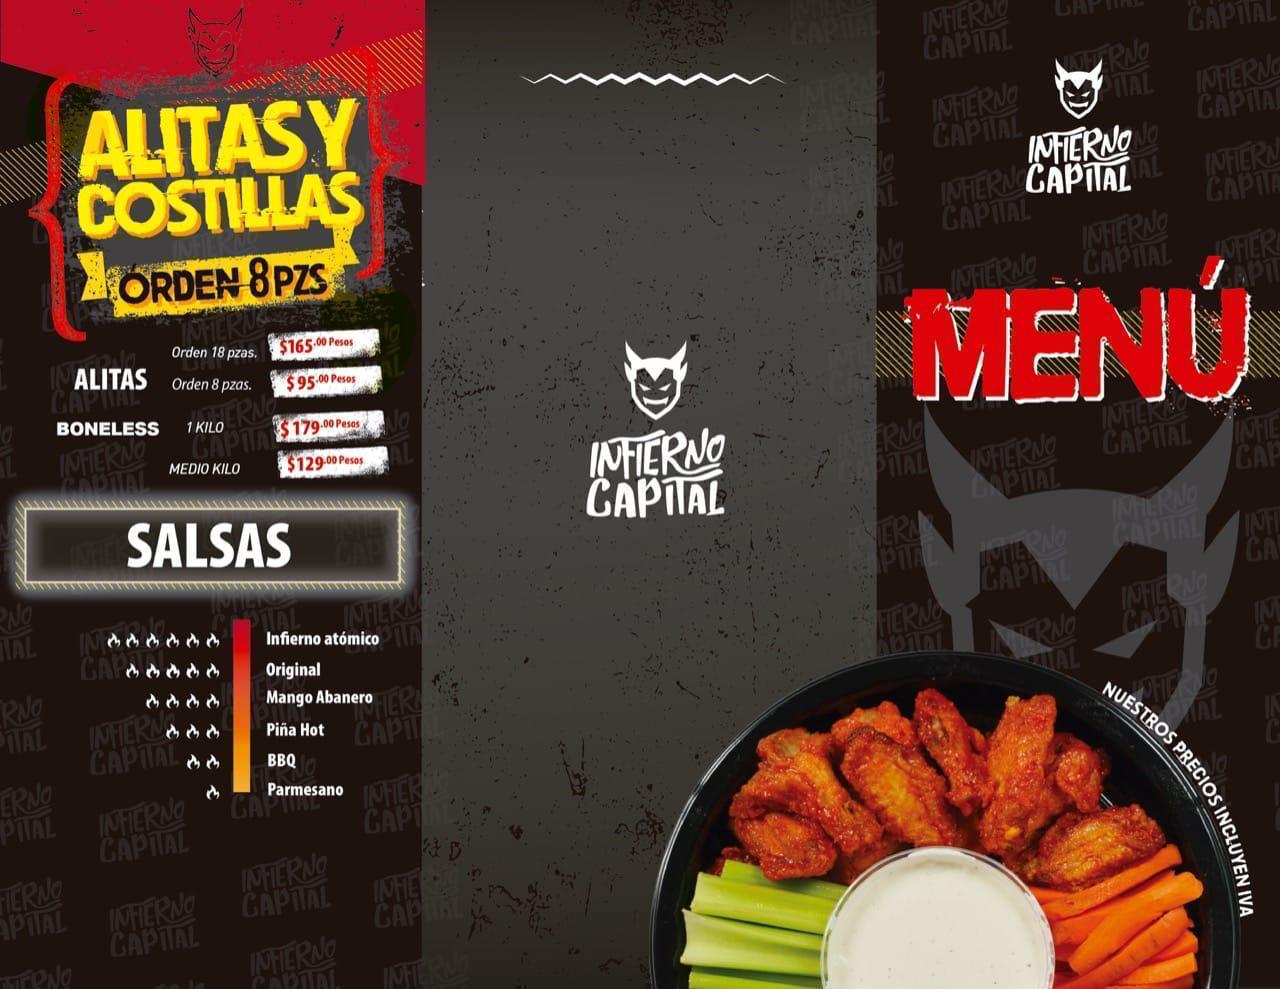 ALITAS Y
COSTILLAS
ÓRDEN 8 PZS
ALITAS
Orden 18 pzas. $165.00 Pesos
Orden 8 pzas. $95.00 Pesos
BONELESS
1 KILO $179.00 Pesos
MEDIO KILO $129.00 Pesos
SALSAS
Infierno atómico
Original
Mango Abanero
Piña Hot
BBQ
Parmesano
INFIERNO
CAPITAL
INFIERNO
CAPITAL
MENÚ
NUESTROS PRECIOS INCLUYEN IVA